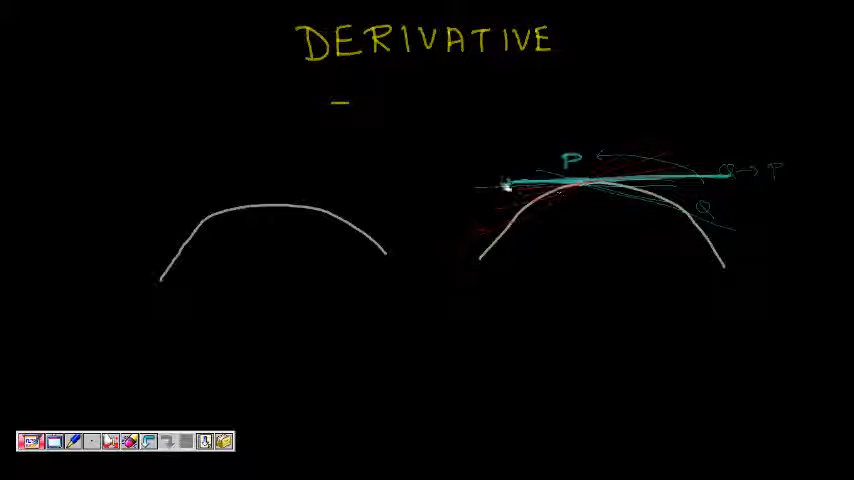 DERIVATIVE
P
Q → P
Q